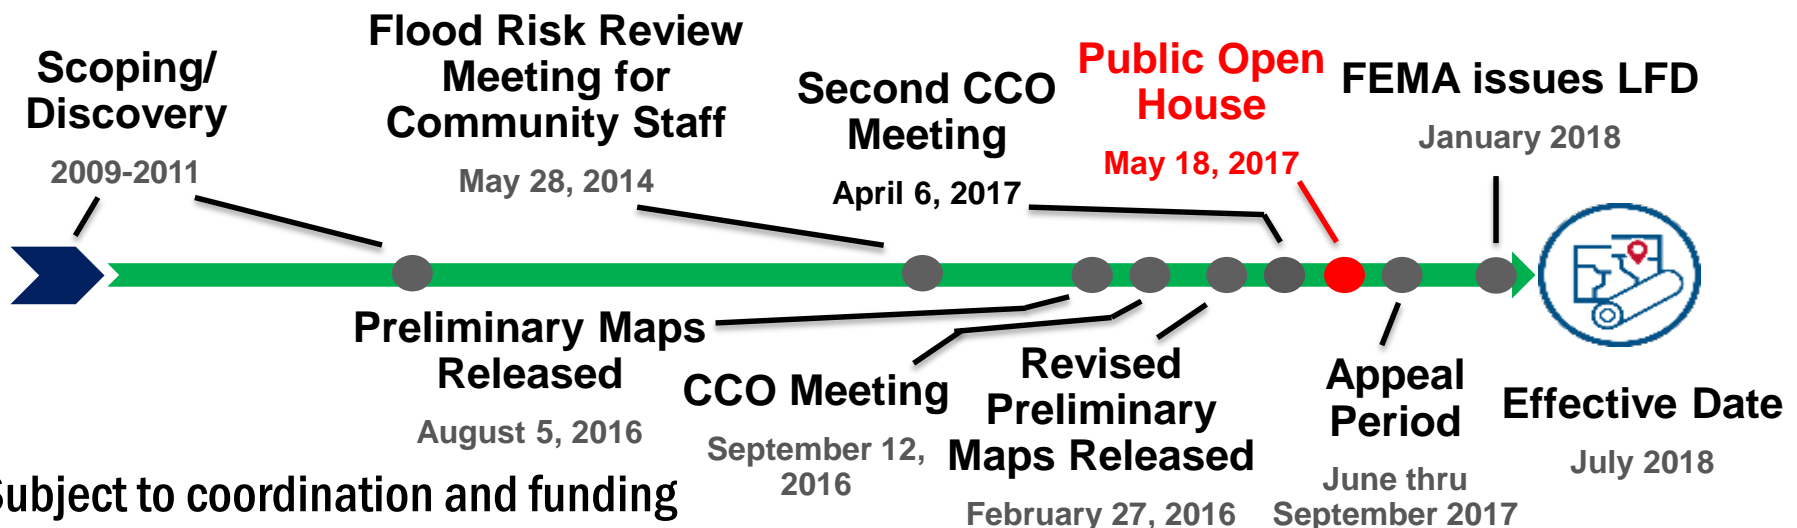 Scoping/
Discovery
2009-2011
Flood Risk Review
Meeting for
Community Staff
May 28, 2014
Second CCO
Meeting
April 6, 2017
Public Open
House
May 18, 2017
FEMA issues LFD
January 2018
Preliminary Maps
Released
August 5, 2016
CCO Meeting
September 12,
2016
Revised
Preliminary
Maps Released
February 27, 2016
Appeal
Period
June thru
September 2017
Effective Date
July 2018
Subject to coordination and funding